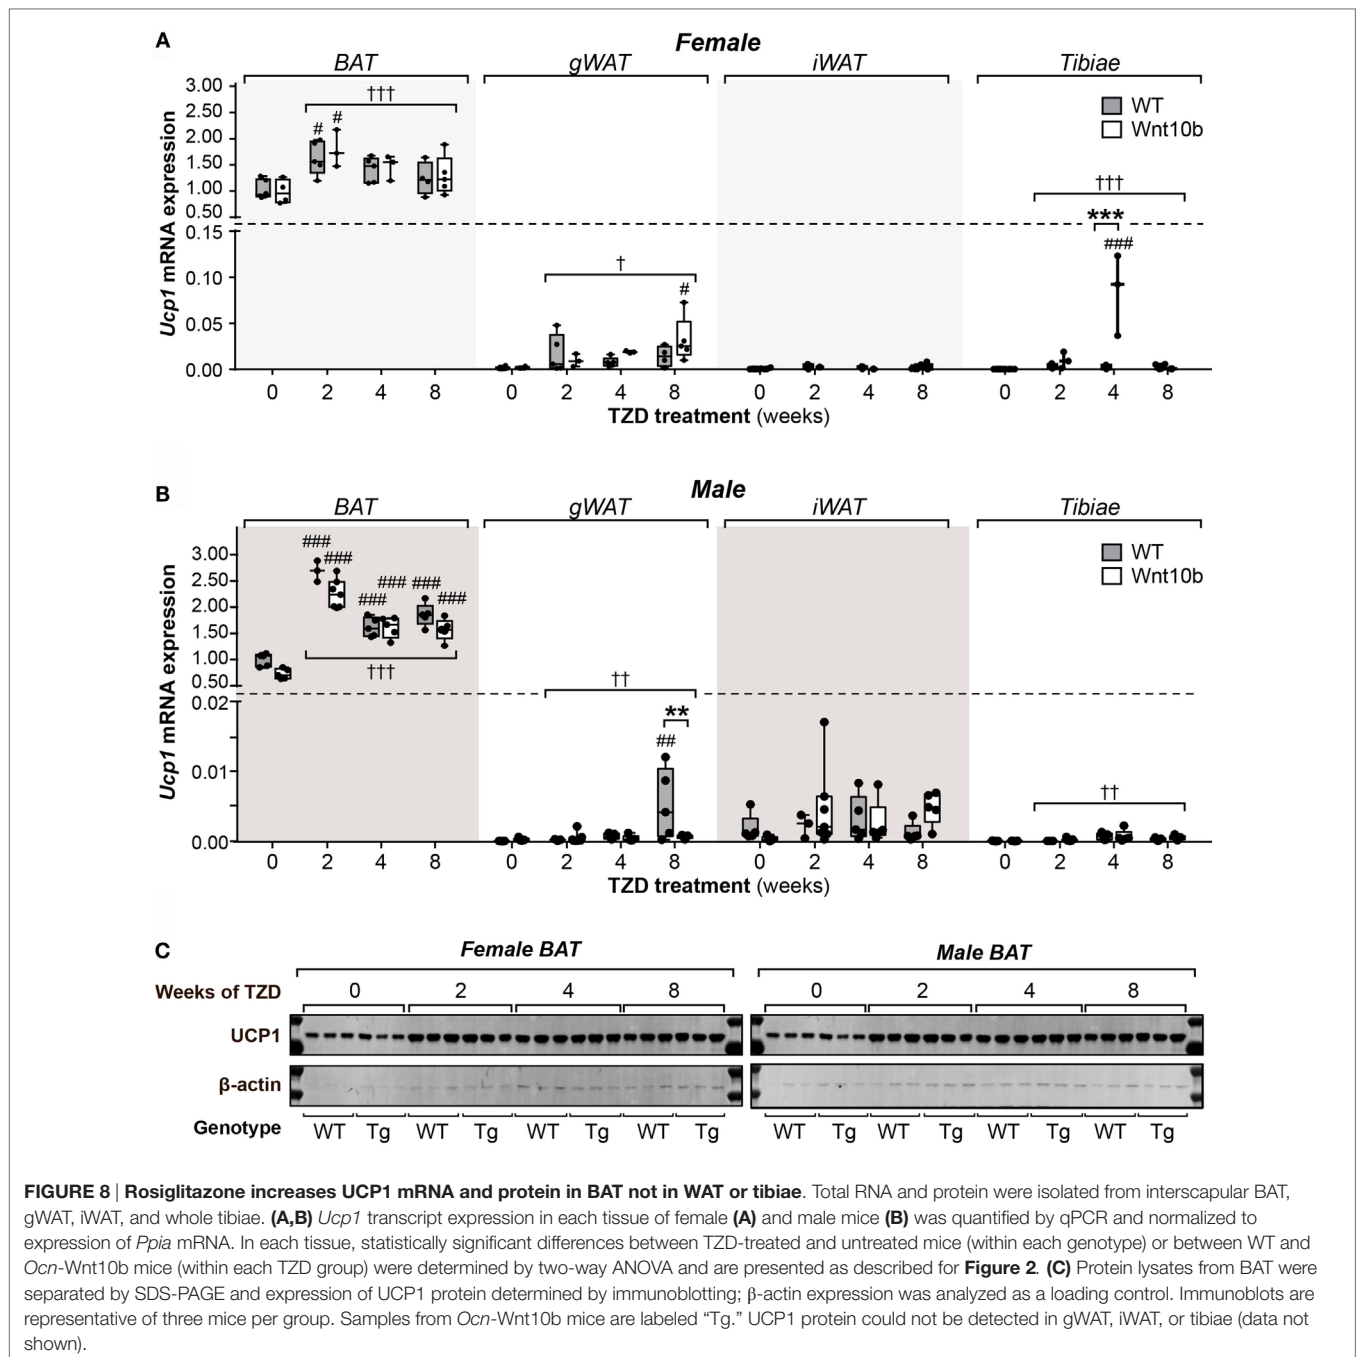 A
Female
BAT gWAT iWAT Tibiae
Ucp1 mRNA expression
3.00
2.50
2.00
1.50
1.00
0.50
0.15
0.10
0.05
0.00
†††
# #
†
#
†††
***
###
WT
Wnt10b
0 2 4 8 0 2 4 8 0 2 4 8 0 2 4 8
TZD treatment (weeks)
B
Male
BAT gWAT iWAT Tibiae
Ucp1 mRNA expression
3.00
2.50
2.00
1.50
1.00
0.50
0.02
0.01
0.00
### ### ### ### ### ###
†††
††
**
##
††
WT
Wnt10b
0 2 4 8 0 2 4 8 0 2 4 8 0 2 4 8
TZD treatment (weeks)
C
Female BAT Male BAT
Weeks of TZD 0 2 4 8 0 2 4 8
UCP1
β-actin
Genotype WT Tg WT Tg WT Tg WT Tg WT Tg WT Tg WT Tg WT Tg
FIGURE 8 | Rosiglitazone increases UCP1 mRNA and protein in BAT not in WAT or tibiae. Total RNA and protein were isolated from interscapular BAT,
gWAT, iWAT, and whole tibiae. (A,B) Ucp1 transcript expression in each tissue of female (A) and male mice (B) was quantified by qPCR and normalized to
expression of Ppia mRNA. In each tissue, statistically significant differences between TZD-treated and untreated mice (within each genotype) or between WT and
Ocn-Wnt10b mice (within each TZD group) were determined by two-way ANOVA and are presented as described for Figure 2. (C) Protein lysates from BAT were
separated by SDS-PAGE and expression of UCP1 protein determined by immunoblotting; β-actin expression was analyzed as a loading control. Immunoblots are
representative of three mice per group. Samples from Ocn-Wnt10b mice are labeled “Tg.” UCP1 protein could not be detected in gWAT, iWAT, or tibiae (data not
shown).